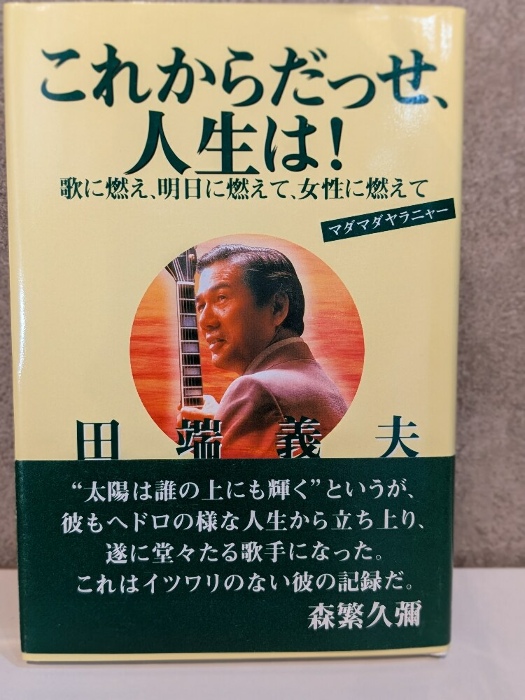 これからだっせ、
人生は!
歌に燃え、明日に燃えて、女性に燃えて
マダマダヤラニャー
田端義夫
“太陽は誰の上にも輝く”というが、
彼もヘドロの様な人生から立ち上り、
遂に堂々たる歌手になった。
これはイツワリのない彼の記録だ。
森繁久彌